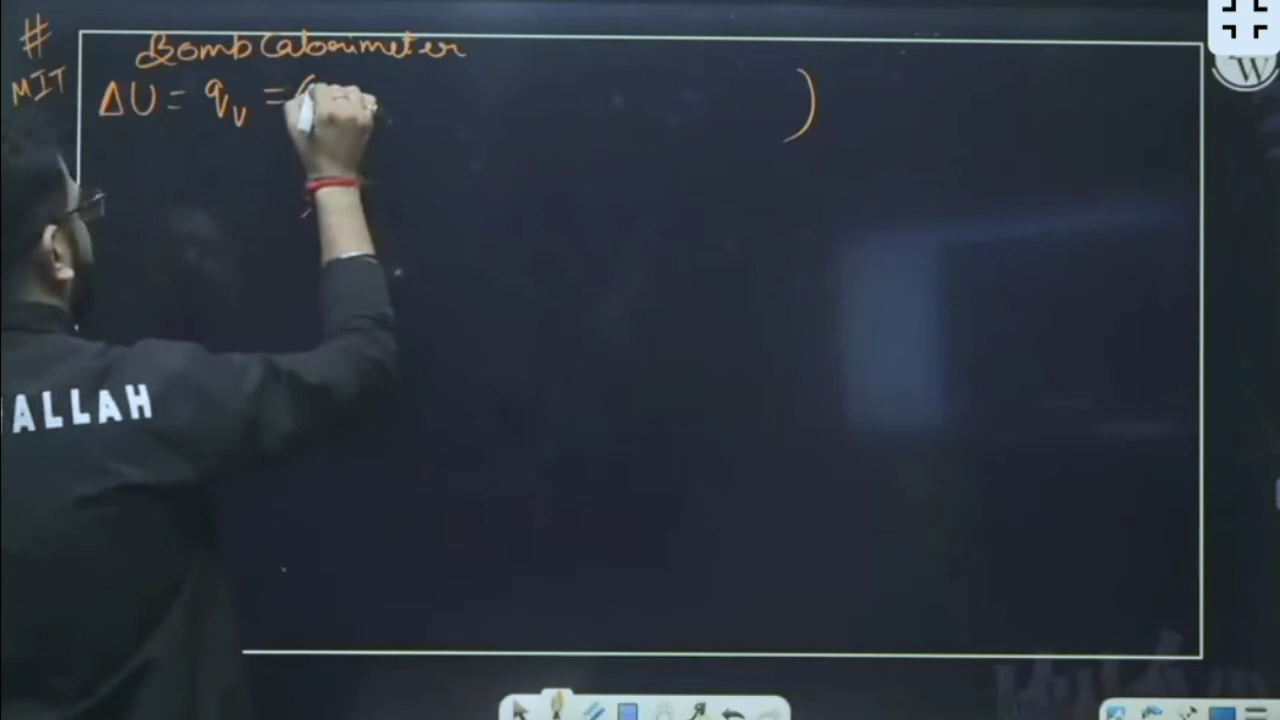 #
MIT
Bomb Calorimeter
ΔU = q_v = (             )
W
ALLAH